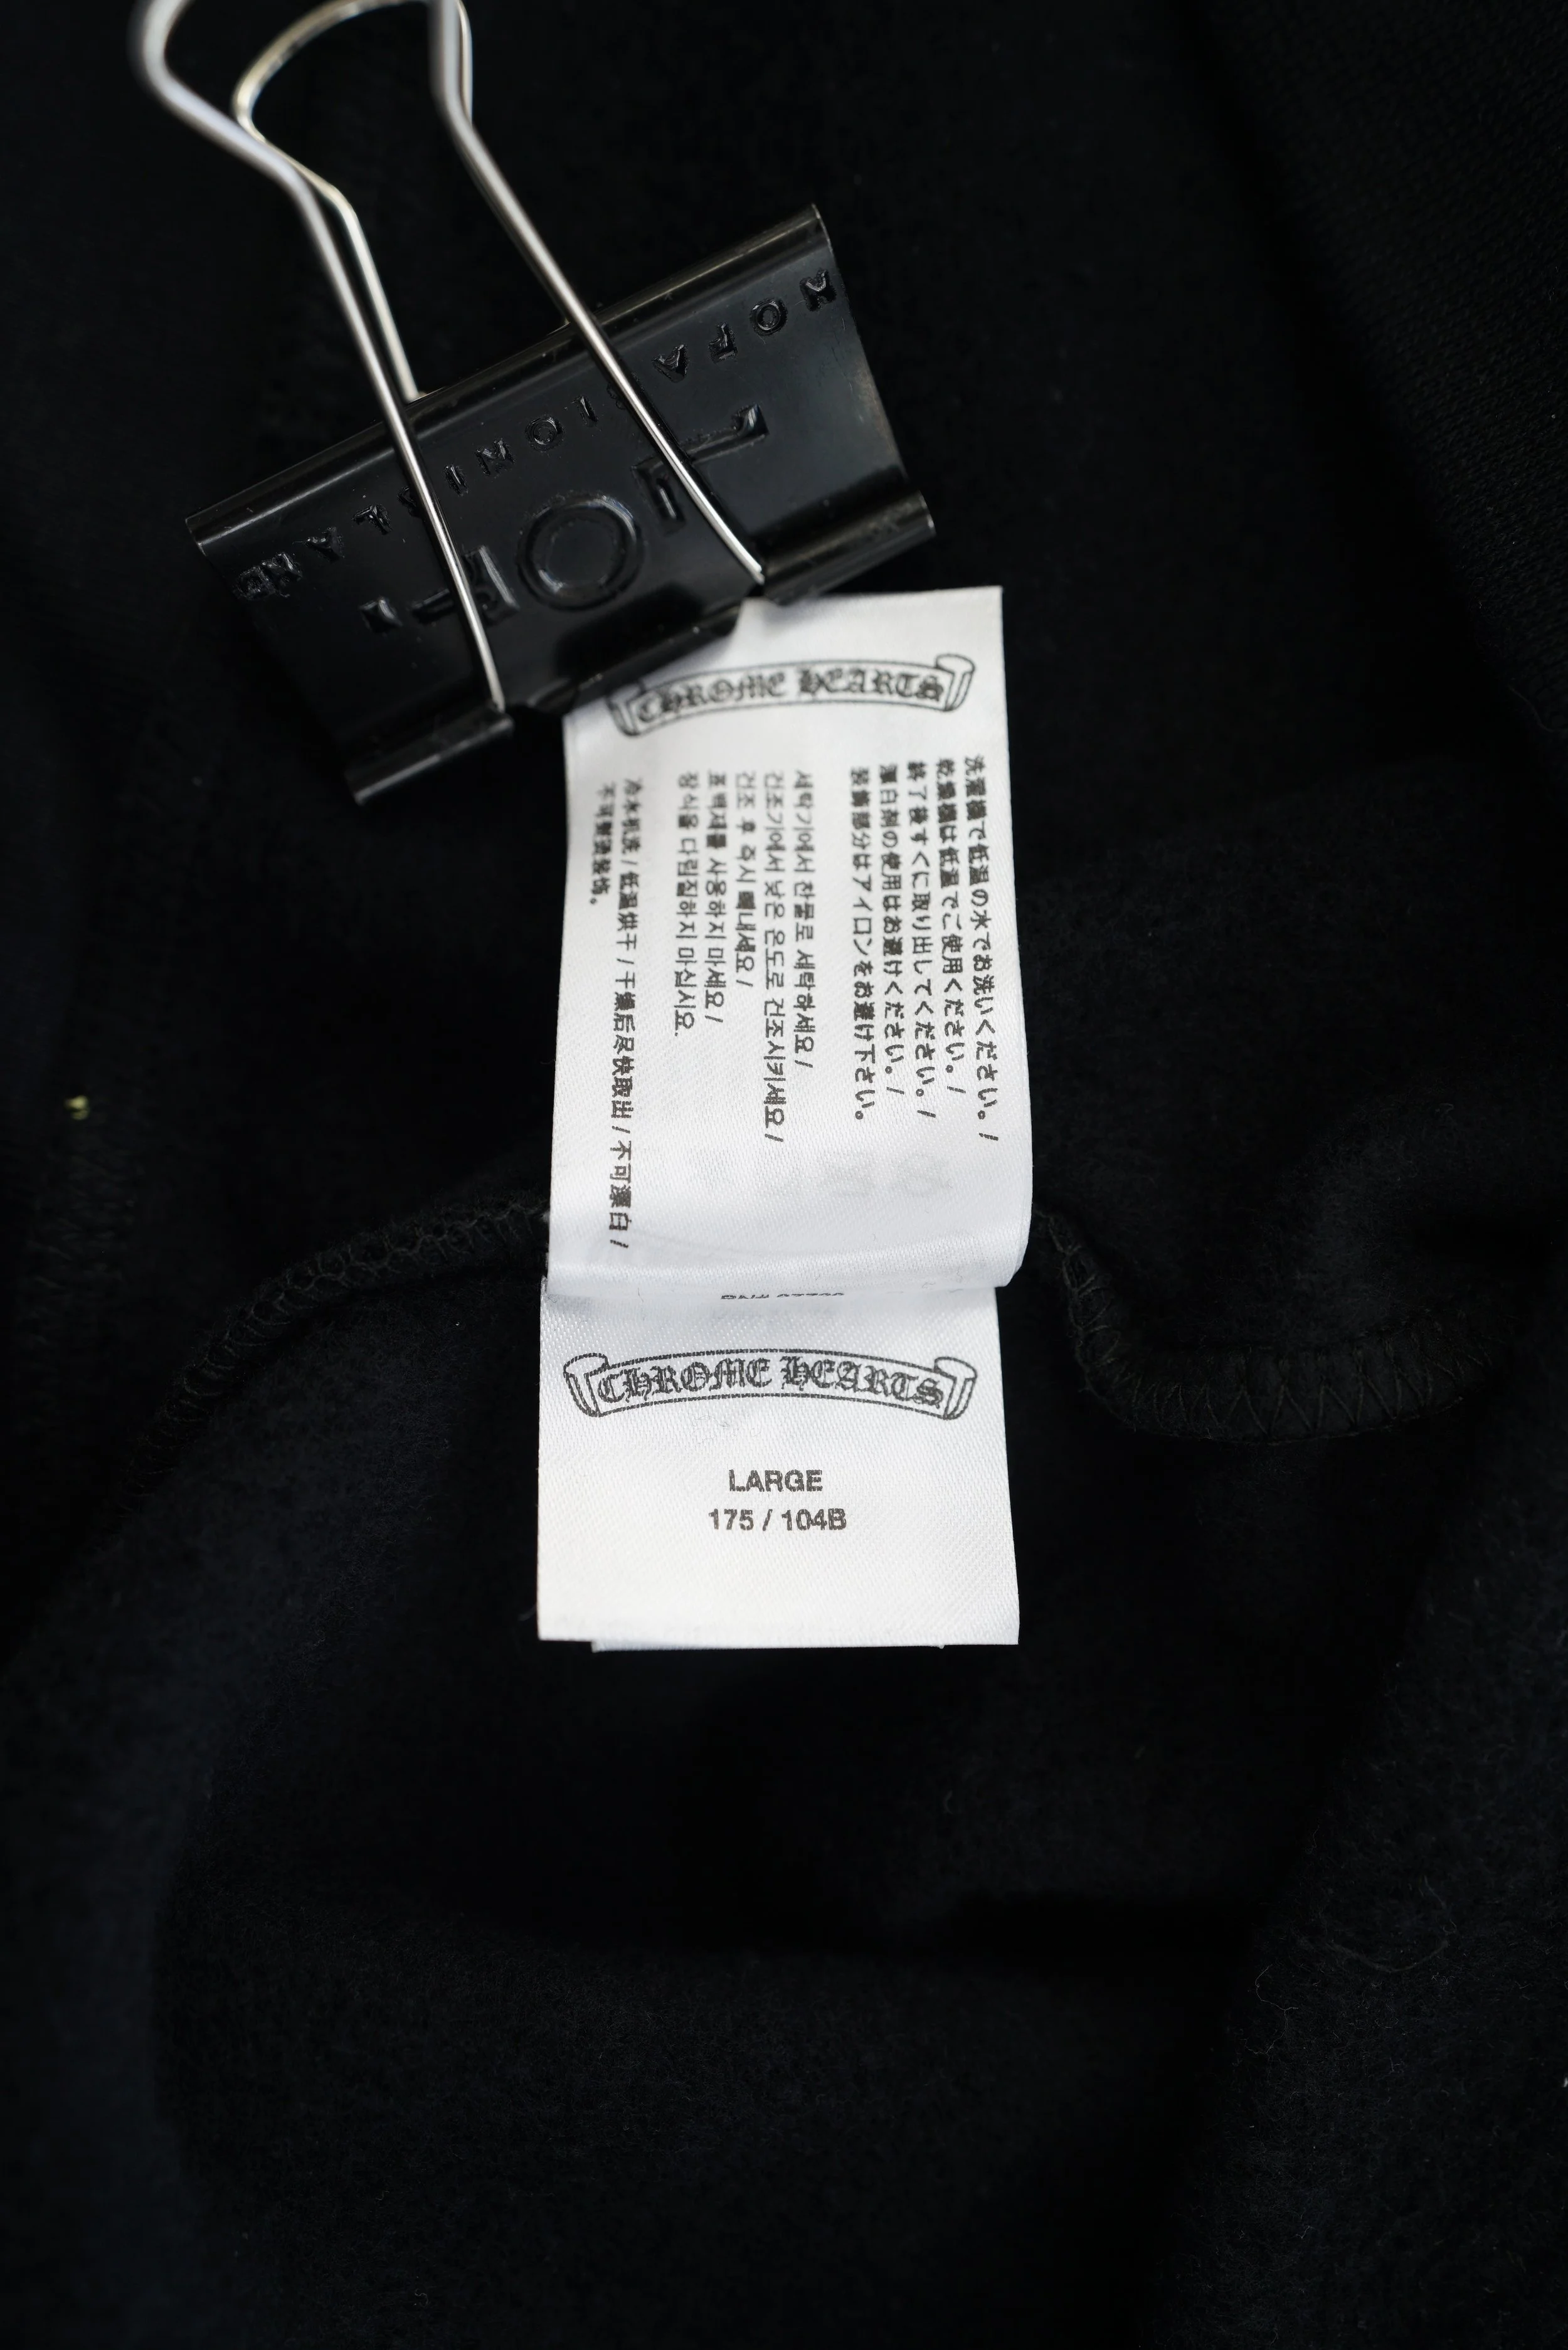 CHROME HEARTS
洗濯機で低温の水でお洗いください。/
乾燥機は低温でご使用ください。/
終了後すぐに取り出してください。/
漂白剤の使用はお避けください。/
装飾部分はアイロンをお避け下さい。
세탁기에서 찬물로 세탁하세요/
건조기에서 낮은 온도로 건조시키세요/
건조 후 즉시 빼내세요/
표백제를 사용하지 마세요/
장식을 다림질하지 마십시요.
冷水机洗/低温烘干/干燥后尽快取出/不可漂白/
不可熨烫装饰。
CHROME HEARTS
LARGE
175 / 104B